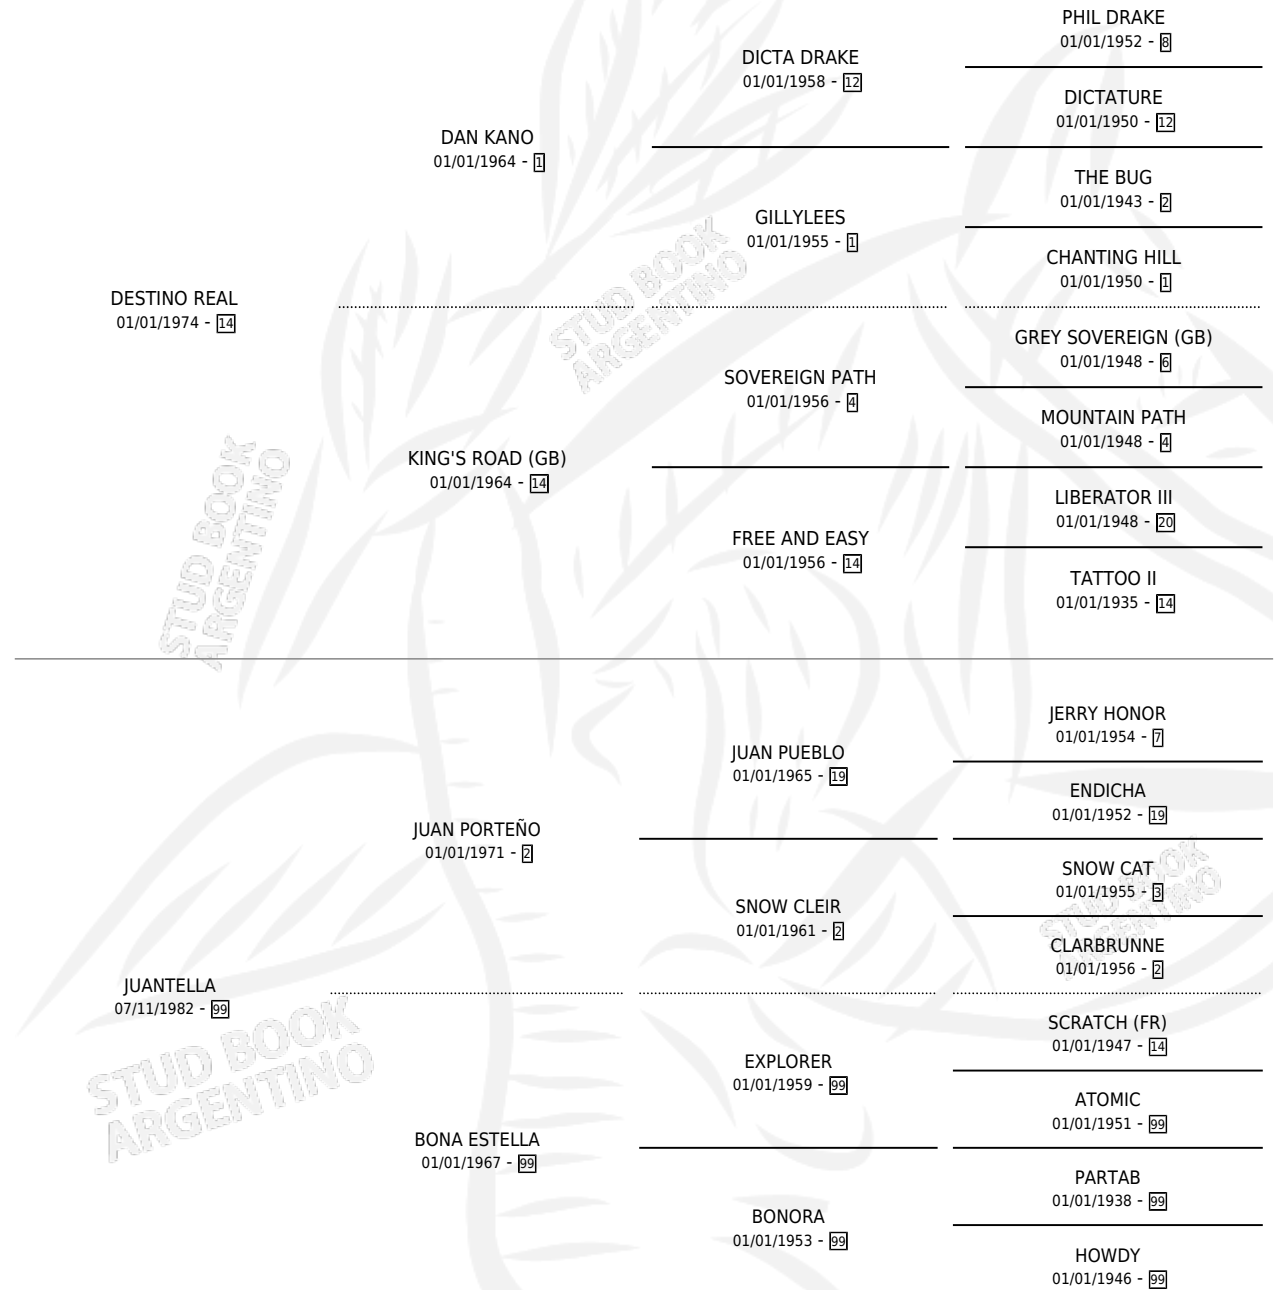 PHIL DRAKE
01/01/1952 - 8
DICTA DRAKE
01/01/1958 - 12
DICTATURE
01/01/1950 - 12
DAN KANO
01/01/1964 - 1
THE BUG
01/01/1943 - 2
GILLYLEES
01/01/1955 - 1
CHANTING HILL
01/01/1950 - 1
DESTINO REAL
01/01/1974 - 14
GREY SOVEREIGN (GB)
01/01/1948 - 6
SOVEREIGN PATH
01/01/1956 - 4
MOUNTAIN PATH
01/01/1948 - 4
KING'S ROAD (GB)
01/01/1964 - 14
LIBERATOR III
01/01/1948 - 20
FREE AND EASY
01/01/1956 - 14
TATTOO II
01/01/1935 - 14
STUD BOOK
ARGENTINO
STUD BOOK
ARGENTINO
JERRY HONOR
01/01/1954 - 7
JUAN PUEBLO
01/01/1965 - 19
ENDICHA
01/01/1952 - 19
JUAN PORTEÑO
01/01/1971 - 2
SNOW CAT
01/01/1955 - 3
SNOW CLEIR
01/01/1961 - 2
CLARBRUNNE
01/01/1956 - 2
JUANTELLA
07/11/1982 - 99
SCRATCH (FR)
01/01/1947 - 14
EXPLORER
01/01/1959 - 99
ATOMIC
01/01/1951 - 99
BONA ESTELLA
01/01/1967 - 99
PARTAB
01/01/1938 - 99
BONORA
01/01/1953 - 99
HOWDY
01/01/1946 - 99
STUD BOOK
ARGENTINO
STUD BOOK
ARGENTINO